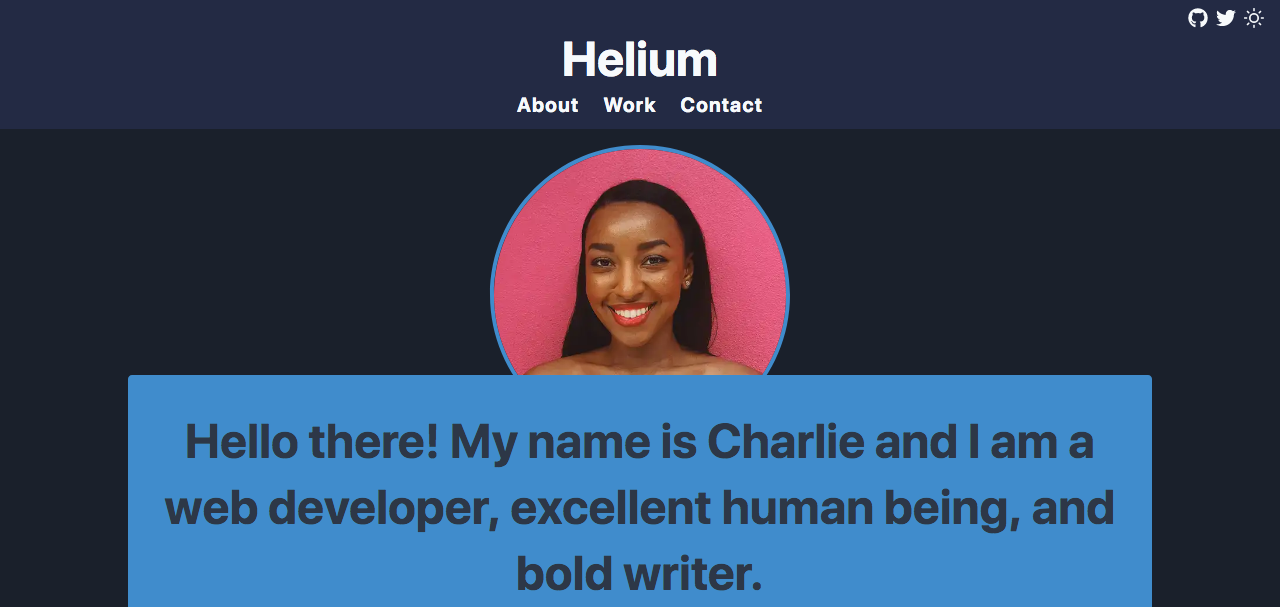 Helium
About Work Contact
Hello there! My name is Charlie and I am a
web developer, excellent human being, and
bold writer.